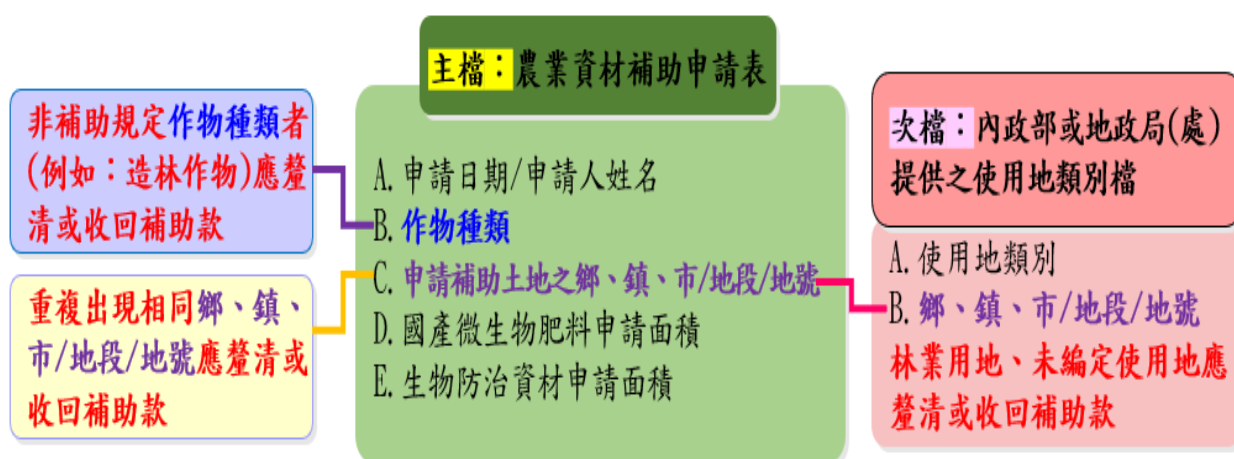 主檔：農業資材補助申請表
非補助規定作物種類者
(例如：造林作物)應釐
清或收回補助款
重複出現相同鄉、鎮、
市/地段/地號應釐清或
收回補助款
A. 申請日期/申請人姓名
B. 作物種類
C. 申請補助土地之鄉、鎮、市/地段/地號
D. 國產微生物肥料申請面積
E. 生物防治資材申請面積
次檔：內政部或地政局(處)
提供之使用地類別檔
A. 使用地類別
B. 鄉、鎮、市/地段/地號
林業用地、未編定使用地應
釐清或收回補助款